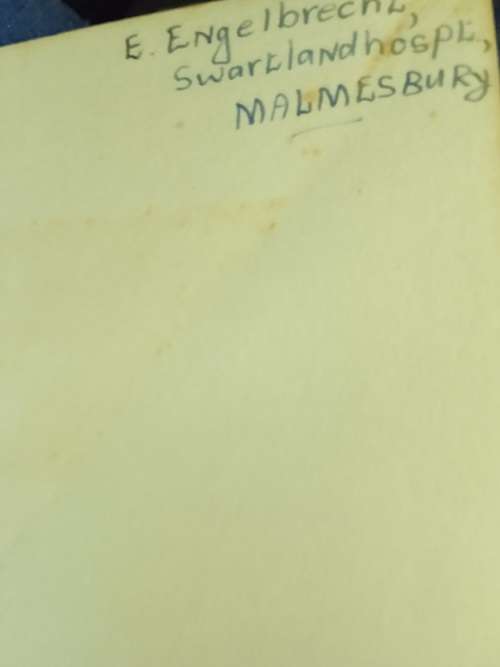 E. Engelbrecht,
Swartlandhospt,
MALMESBURY